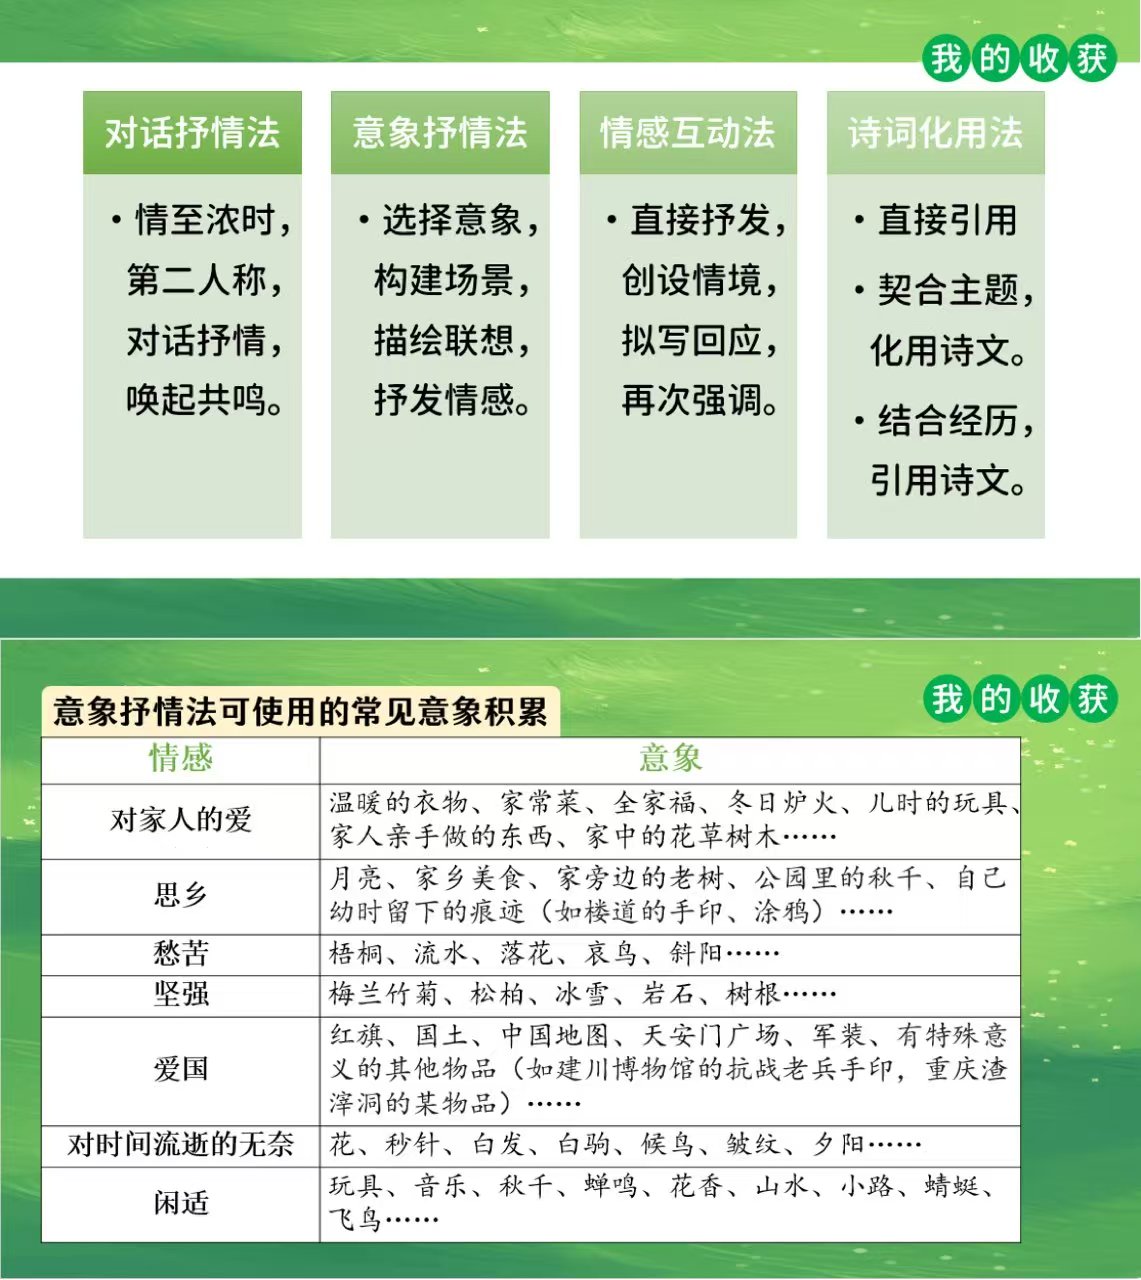 我的收获
对话抒情法
• 情至浓时，
第二人称，
对话抒情，
唤起共鸣。
意象抒情法
• 选择意象，
构建场景，
描绘联想，
抒发情感。
情感互动法
• 直接抒发，
创设情境，
拟写回应，
再次强调。
诗词化用法
• 直接引用
• 契合主题，
化用诗文。
• 结合经历，
引用诗文。
我的收获
意象抒情法可使用的常见意象积累
情感
意象
对家人的爱
温暖的衣物、家常菜、全家福、冬日炉火、儿时的玩具、
家人亲手做的东西、家中的花草树木……
思乡
月亮、家乡美食、家旁边的老树、公园里的秋千、自己
幼时留下的痕迹（如楼道的手印、涂鸦）……
愁苦
梧桐、流水、落花、哀鸟、斜阳……
坚强
梅兰竹菊、松柏、冰雪、岩石、树根……
爱国
红旗、国土、中国地图、天安门广场、军装、有特殊意
义的其他物品（如建川博物馆的抗战老兵手印，重庆渣
滓洞的某物品）……
对时间流逝的无奈
花、秒针、白发、白驹、候鸟、皱纹、夕阳……
闲适
玩具、音乐、秋千、蝉鸣、花香、山水、小路、蜻蜓、
飞鸟……